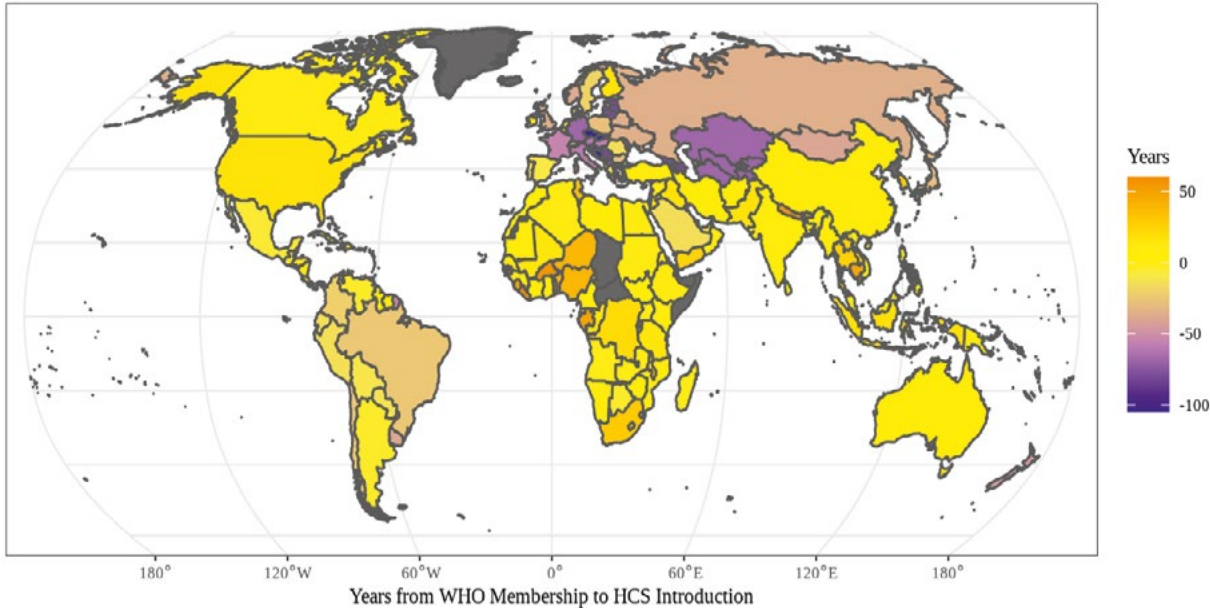 Years
50
0
-50
-100
180°
120°W
60°W
0°
60°E
120°E
180°
Years from WHO Membership to HCS Introduction